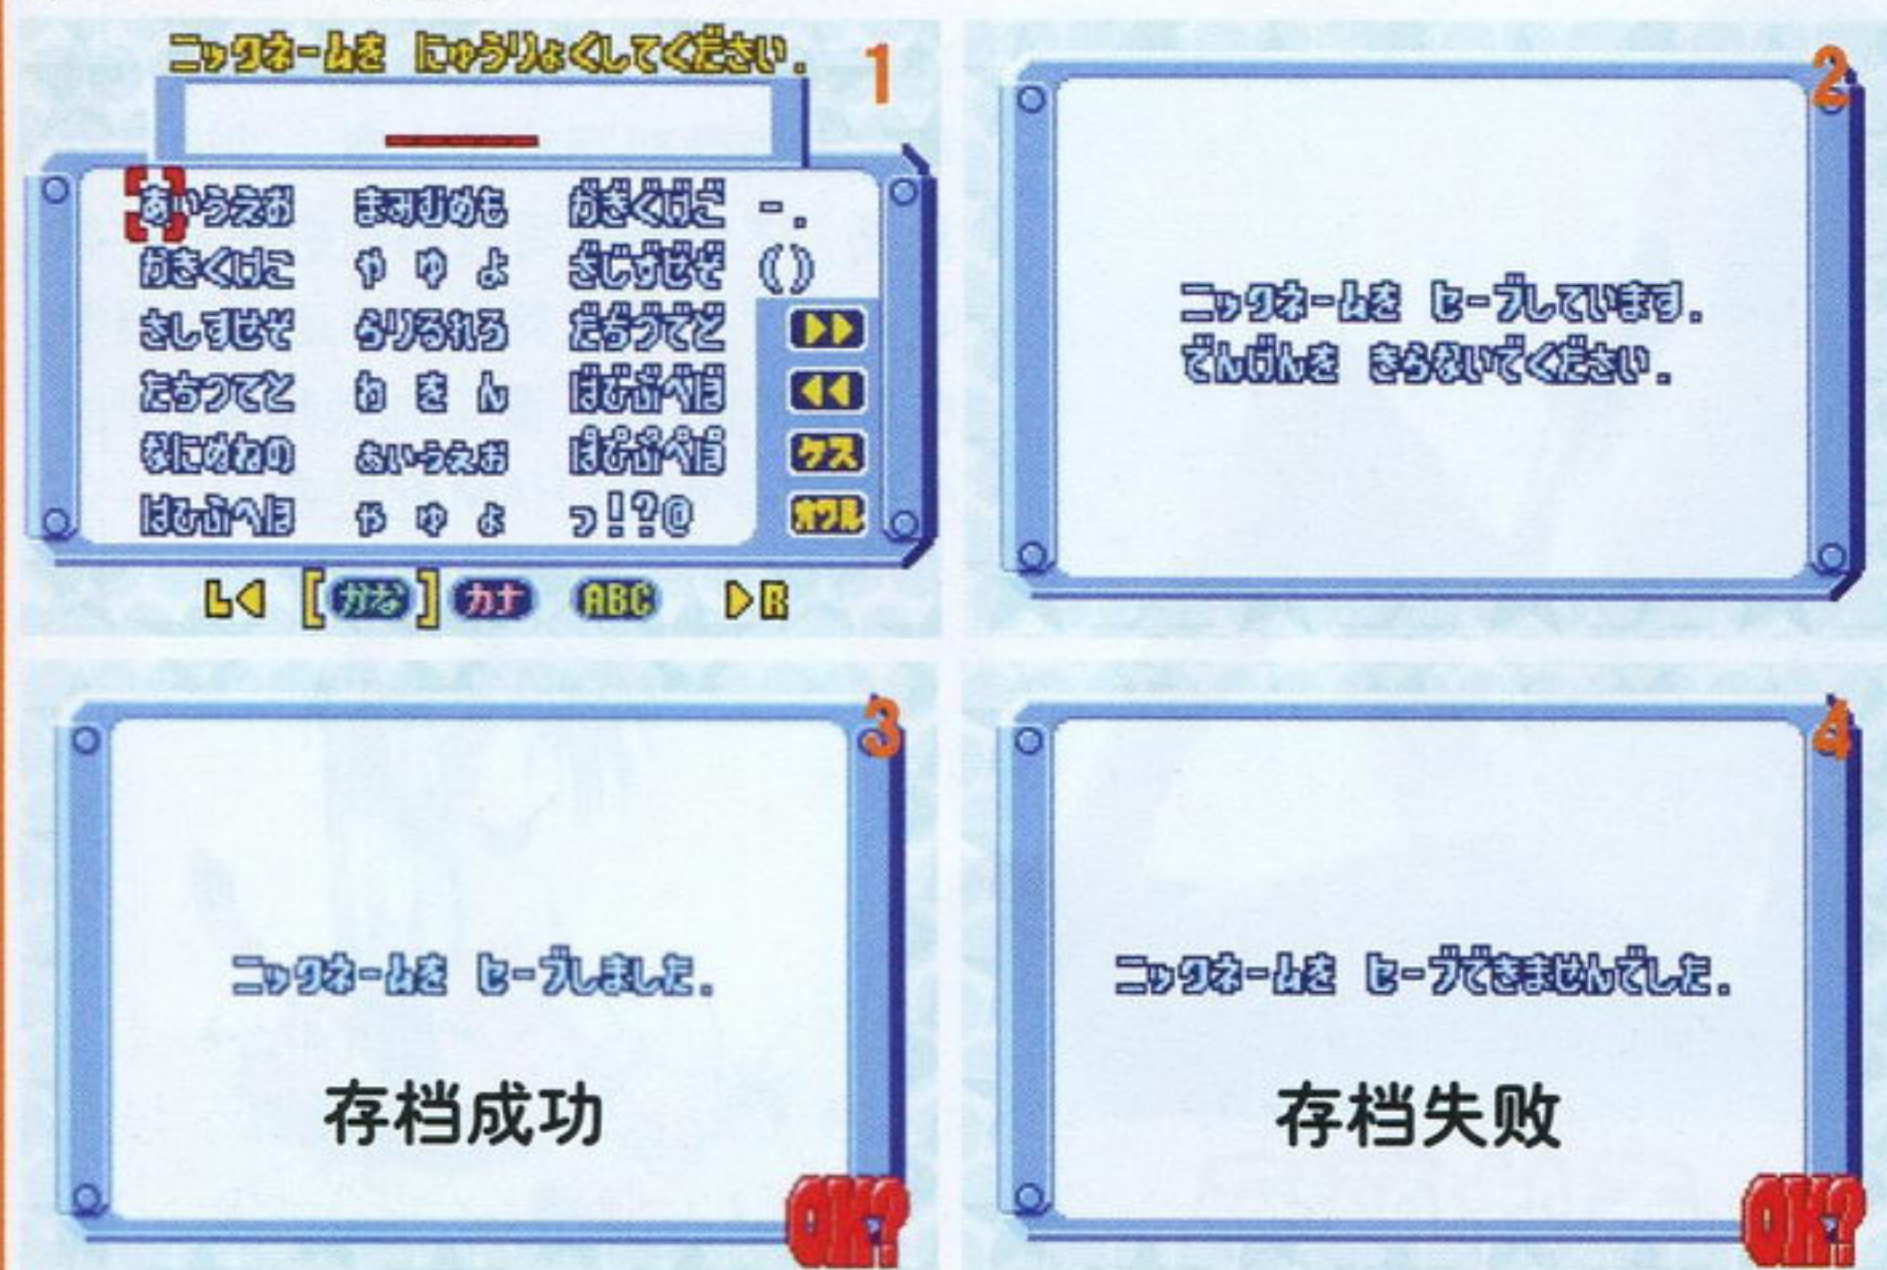 ニックネームを にゅうりょくしてください.
1
あいうえお まみむめも がぎぐげご -.
かきくけこ や ゆ よ ざじずぜぞ ()
さしすせそ らりるれろ だぢづでど ▶▶
たちつてと わ を ん ばびぶべぼ ◀◀
なにぬねの ぁぃぅぇぉ ぱぴぷぺぽ ケス
はひふへほ ゃ ゅ ょ っ!?@ オワル
L◀ [かな] カナ ABC ▶R
2
ニックネームを セーブしています.
でんげんを きらないでください.
3
ニックネームを セーブしました.
存档成功
OK?
4
ニックネームを セーブできませんでした.
存档失败
OK?